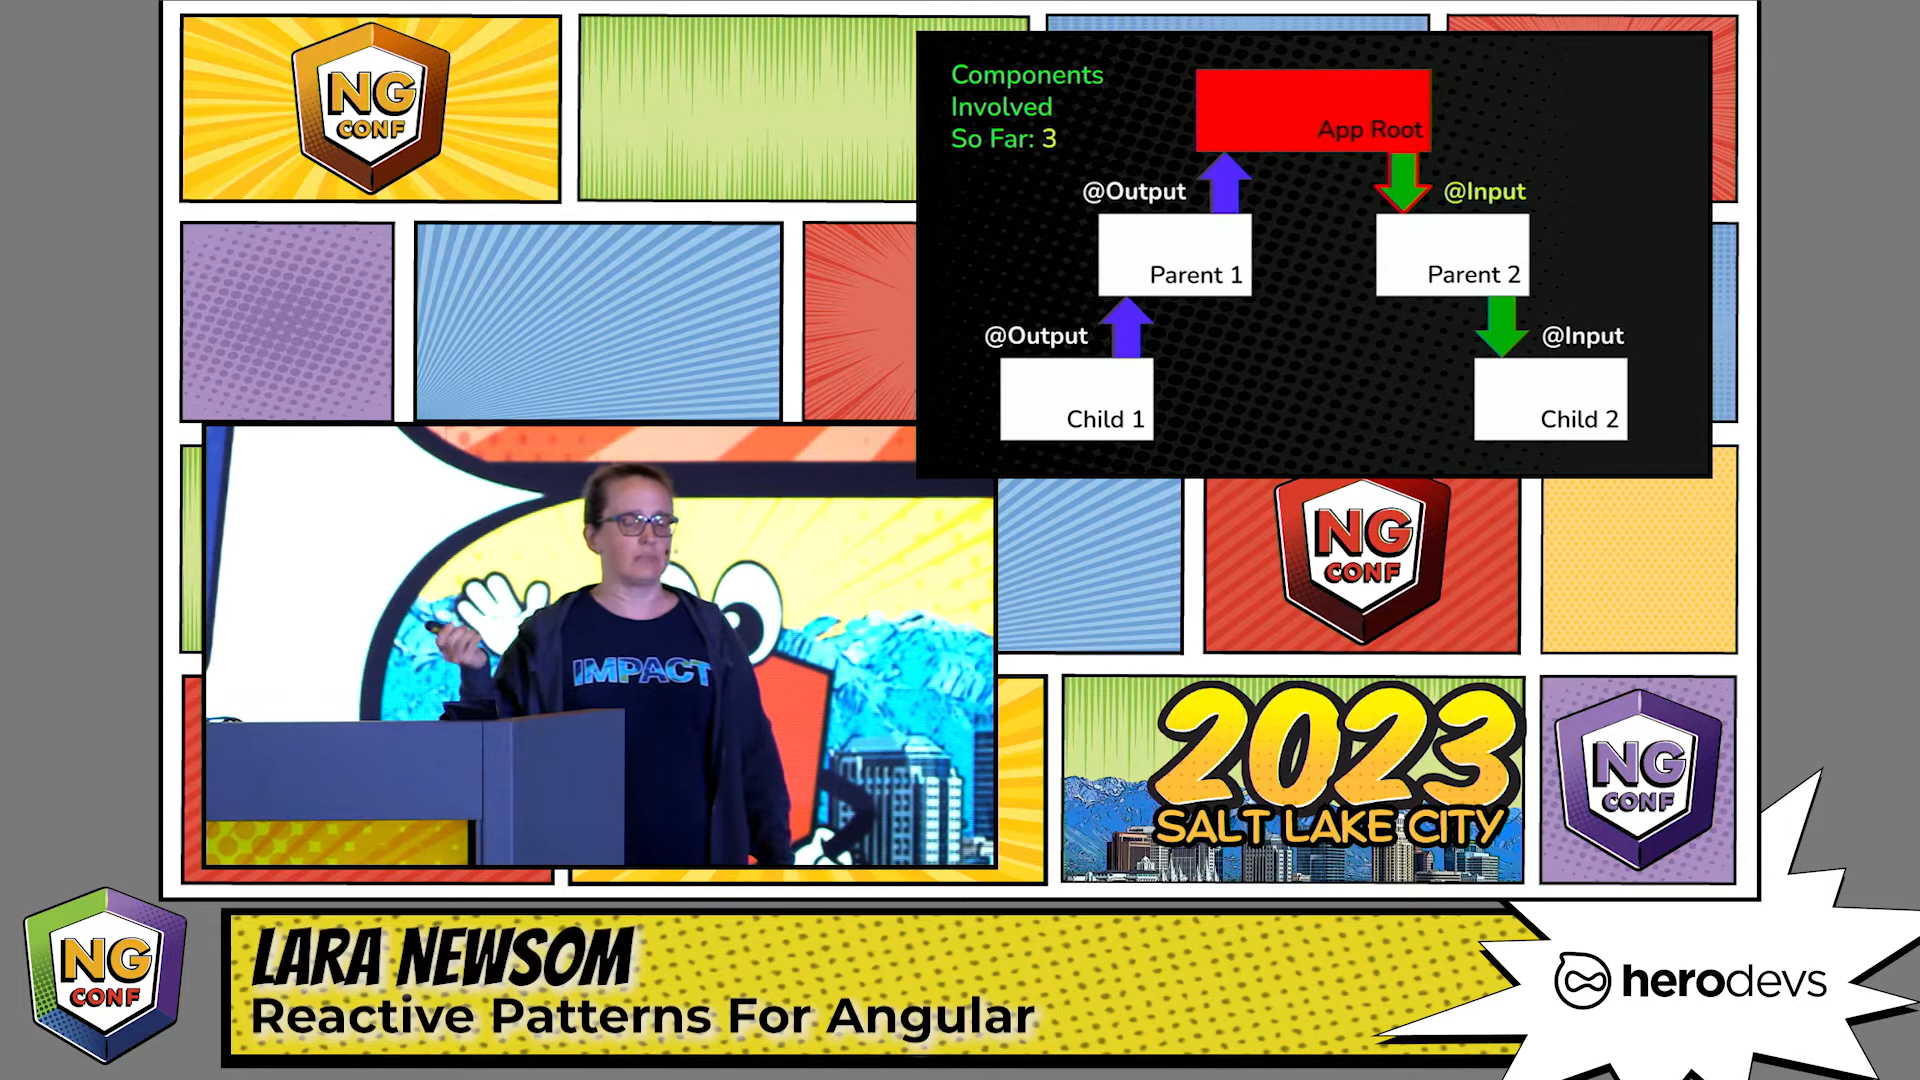 NG
CONF
Components
Involved
So Far: 3
App Root
@Output
@Input
Parent 1
Parent 2
@Output
@Input
Child 1
Child 2
NG
CONF
IMPACT
2023
SALT LAKE CITY
NG
CONF
NG
CONF
LARA NEWSOM
Reactive Patterns For Angular
herodevs